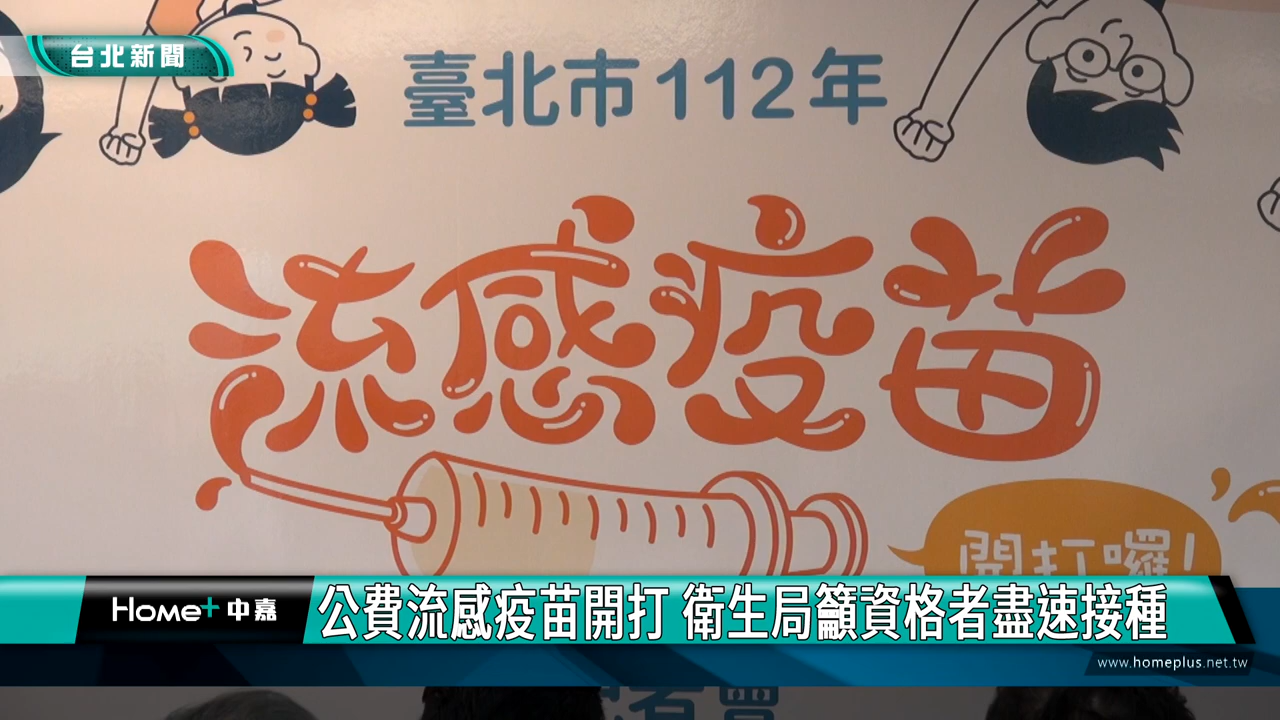 台北新聞
臺北市112年
流感疫苗
開打囉!
Home+中嘉
公費流感疫苗開打 衛生局籲資格者盡速接種
www.homeplus.net.tw